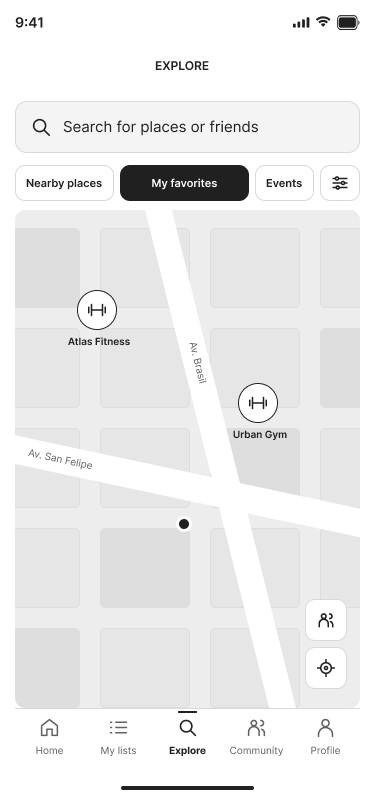 9:41
EXPLORE
Search for places or friends
Nearby places
My favorites
Events
Atlas Fitness
Av. Brasil
Urban Gym
Av. San Felipe
Home
My lists
Explore
Community
Profile